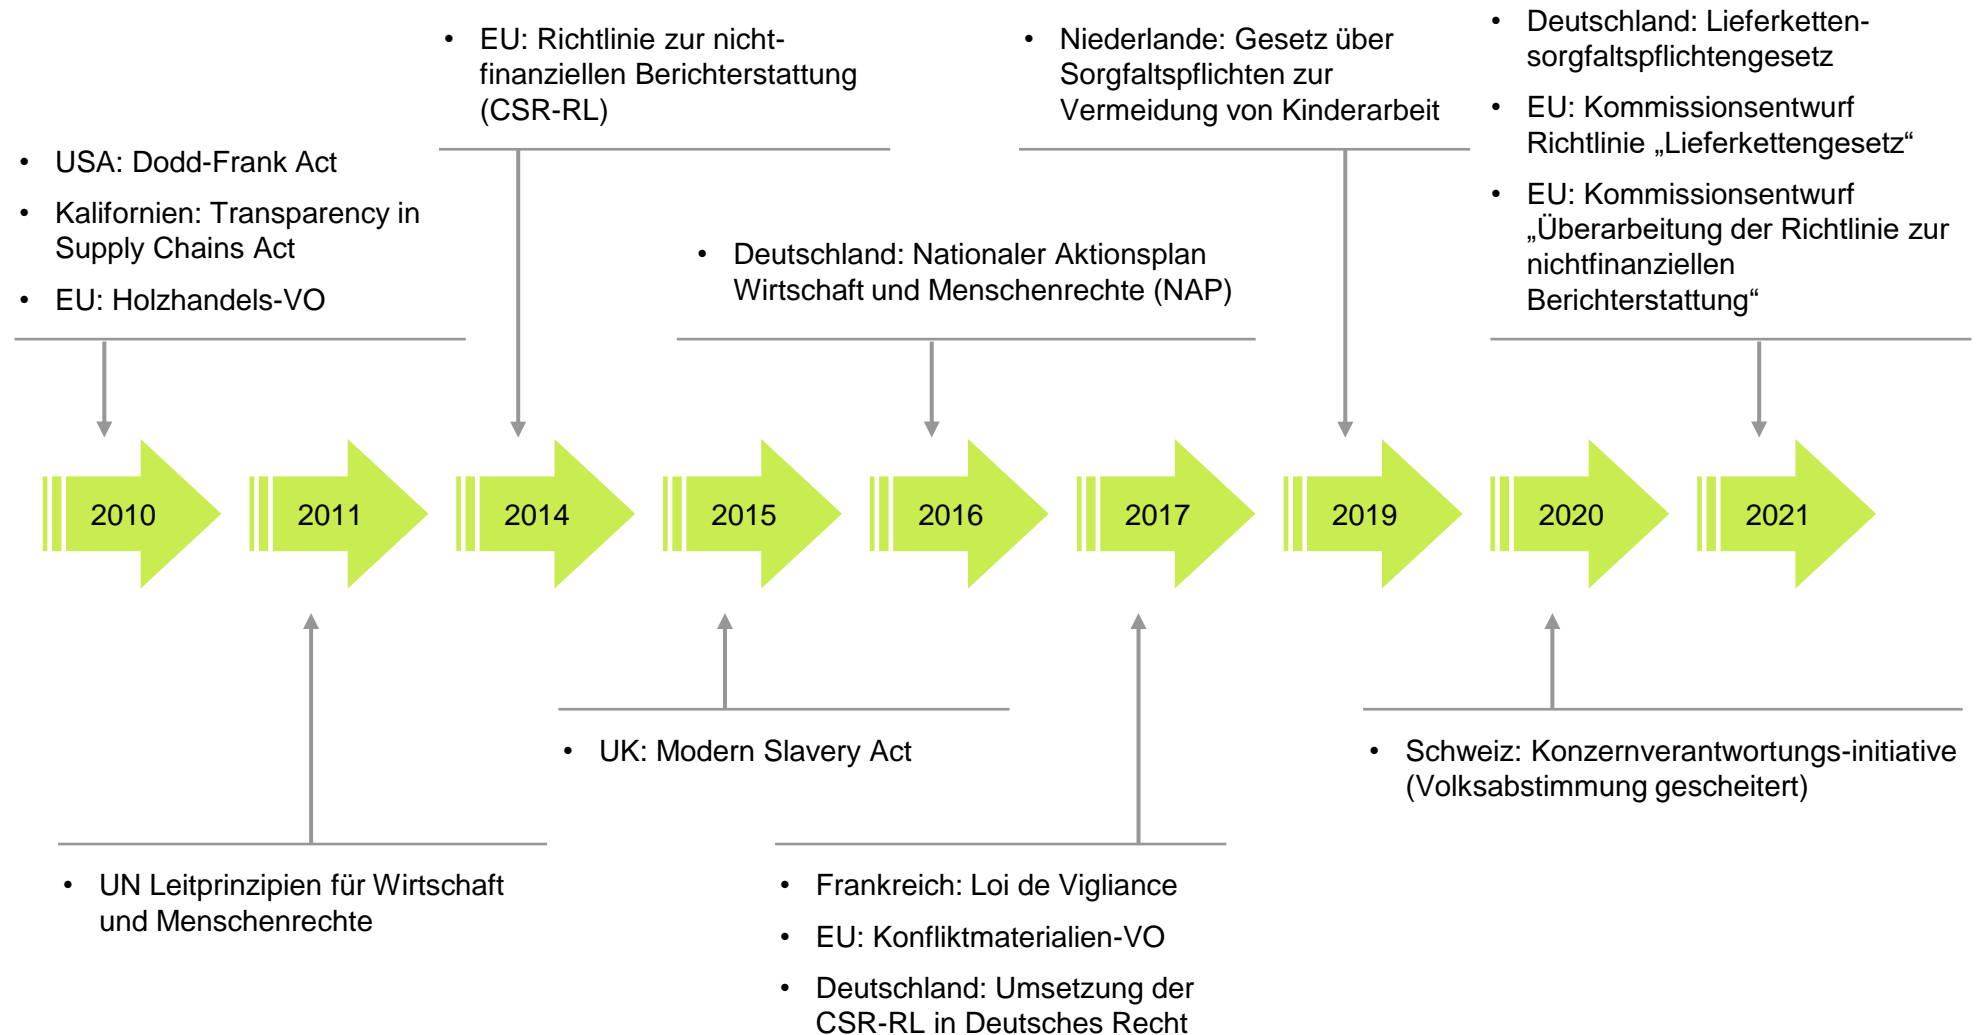 • USA: Dodd-Frank Act
• Kalifornien: Transparency in
Supply Chains Act
• EU: Holzhandels-VO
• EU: Richtlinie zur nicht-
finanziellen Berichterstattung
(CSR-RL)
• Deutschland: Nationaler Aktionsplan
Wirtschaft und Menschenrechte (NAP)
• Niederlande: Gesetz über
Sorgfaltspflichten zur
Vermeidung von Kinderarbeit
• Deutschland: Lieferketten-
sorgfaltspflichtengesetz
• EU: Kommissionsentwurf
Richtlinie „Lieferkettengesetz“
• EU: Kommissionsentwurf
„Überarbeitung der Richtlinie zur
nichtfinanziellen
Berichterstattung“
2010
2011
2014
2015
2016
2017
2019
2020
2021
• UN Leitprinzipien für Wirtschaft
und Menschenrechte
• UK: Modern Slavery Act
• Frankreich: Loi de Vigliance
• EU: Konfliktmaterialien-VO
• Deutschland: Umsetzung der
CSR-RL in Deutsches Recht
• Schweiz: Konzernverantwortungs-initiative
(Volksabstimmung gescheitert)